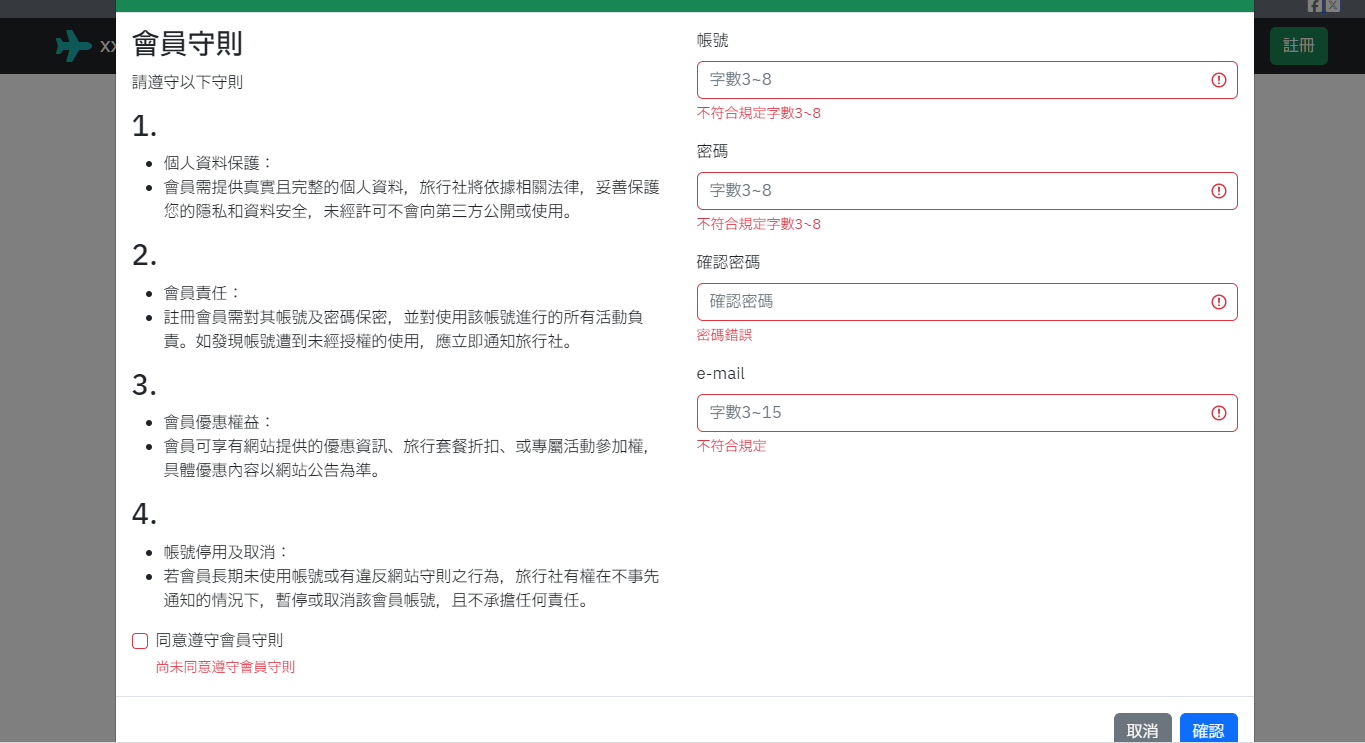 XX
註冊
會員守則
請遵守以下守則
1.
個人資料保護：
會員需提供真實且完整的個人資料，旅行社將依據相關法律，妥善保護
您的隱私和資料安全，未經許可不會向第三方公開或使用。
2.
會員責任：
註冊會員需對其帳號及密碼保密，並對使用該帳號進行的所有活動負
責。如發現帳號遭到未經授權的使用，應立即通知旅行社。
3.
會員優惠權益：
會員可享有網站提供的優惠資訊、旅行套餐折扣、或專屬活動參加權，
具體優惠內容以網站公告為準。
4.
帳號停用及取消：
若會員長期未使用帳號或有違反網站守則之行為，旅行社有權在不事先
通知的情況下，暫停或取消該會員帳號，且不承擔任何責任。
同意遵守會員守則
尚未同意遵守會員守則
帳號
字數3~8
不符合規定字數3~8
密碼
字數3~8
不符合規定字數3~8
確認密碼
確認密碼
密碼錯誤
e-mail
字數3~15
不符合規定
取消
確認